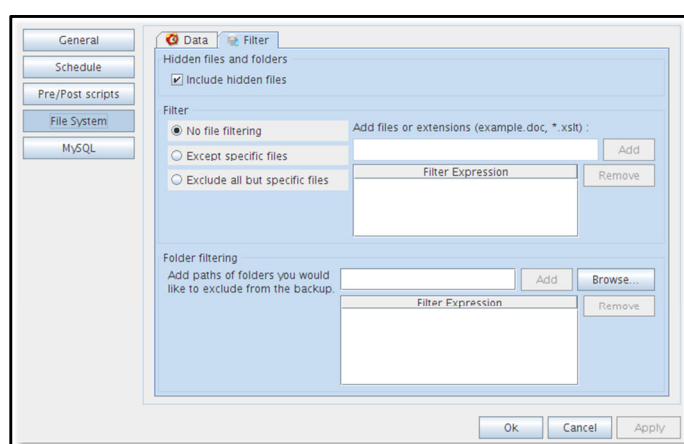 General
Schedule
Pre/Post scripts
File System
MySQL
Data
Filter
Hidden files and folders
Include hidden files
Filter
No file filtering
Except specific files
Exclude all but specific files
Add files or extensions (example.doc, *.xslt) :
Add
Filter Expression
Remove
Folder filtering
Add paths of folders you would
like to exclude from the backup.
Add
Browse...
Filter Expression
Remove
Ok
Cancel
Apply